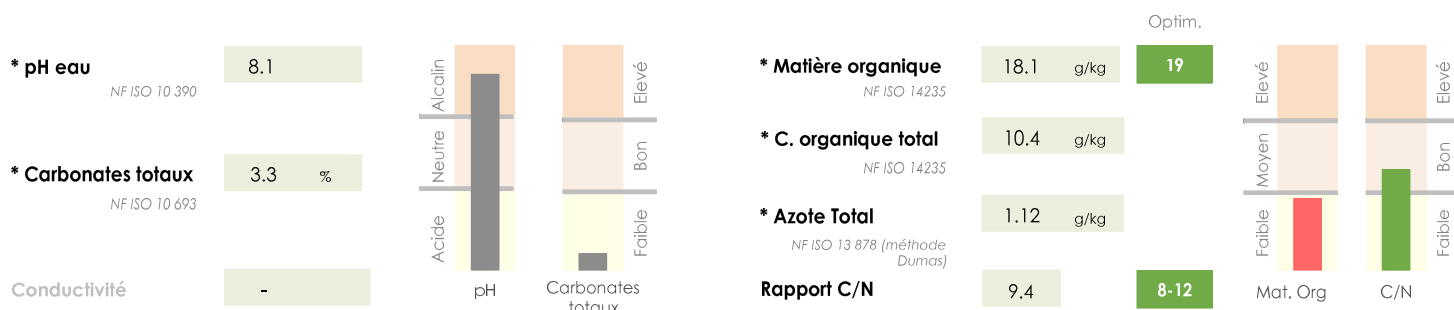 * pH eau 8.1
NF ISO 10 390
* Carbonates totaux 3.3 %
NF ISO 10 693
Conductivité -
Alcalin
Neutre
Acide
Elevé
Bon
Faible
pH
Carbonates
totaux
Optim.
* Matière organique 18.1 g/kg 19
NF ISO 14235
* C. organique total 10.4 g/kg
NF ISO 14235
* Azote Total 1.12 g/kg
NF ISO 13 878 (méthode
Dumas)
Rapport C/N 9.4 8-12
Elevé
Moyen
Faible
Elevé
Bon
Faible
Mat. Org
C/N